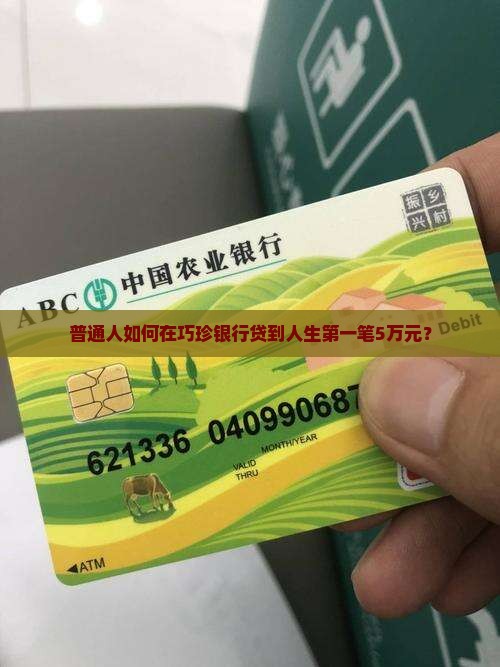 振乡
兴村
ABC 中国农业银行
普通人如何在巧珍银行贷到人生第一笔5万元？
Debit
621336 040990687
MONTH/YEAR
VALID
THRU
◀ATM